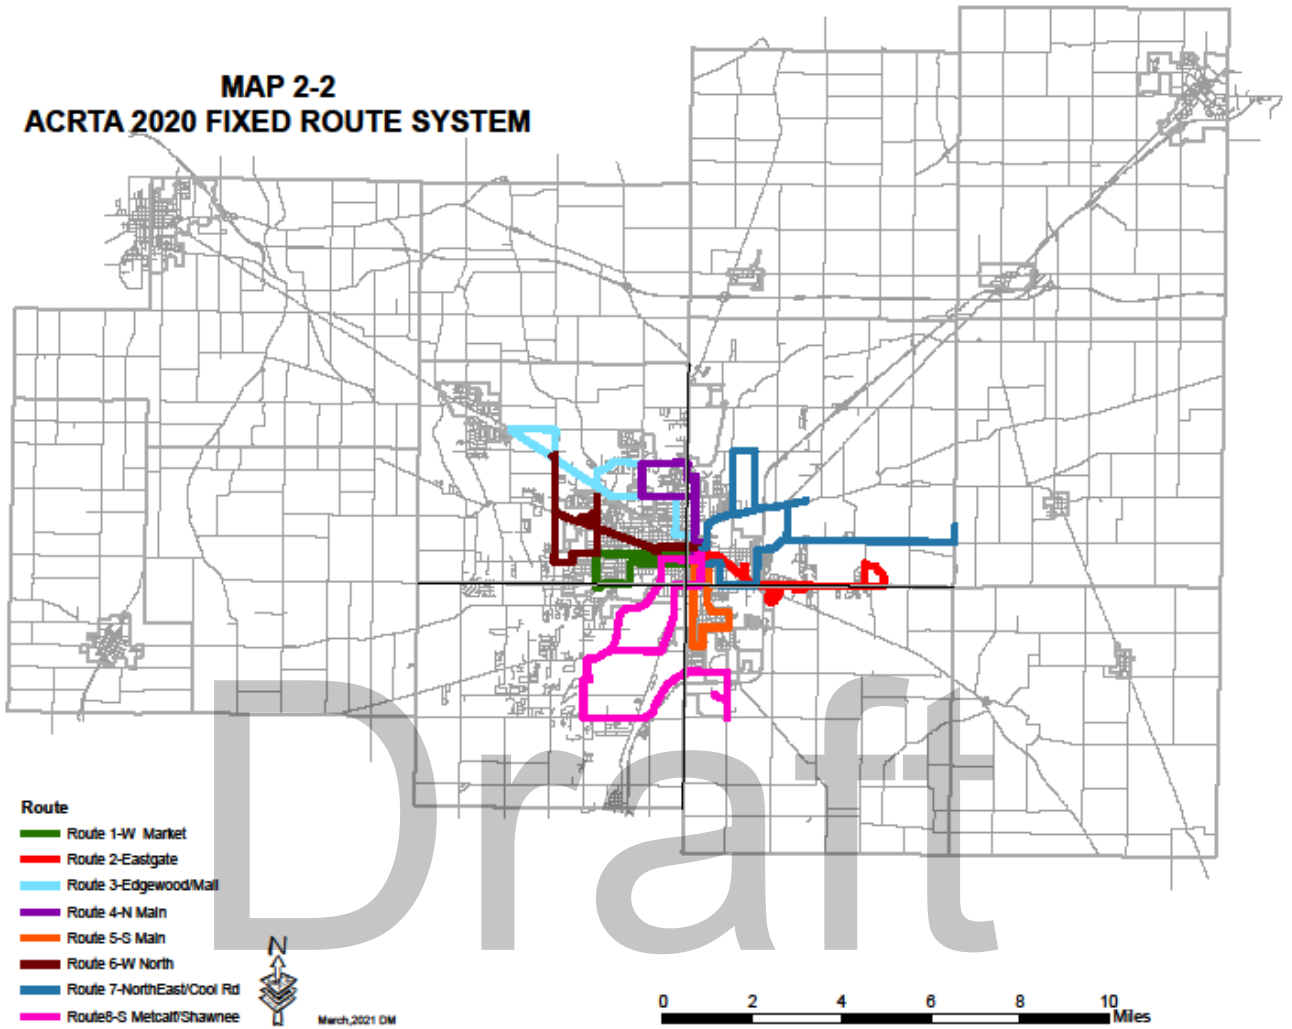 MAP 2-2
ACRTA 2020 FIXED ROUTE SYSTEM
Draft
Route
Route 1-W Market
Route 2-Eastgate
Route 3-Edgewood/Mall
Route 4-N Main
Route 5-S Main
Route 6-W North
Route 7-NorthEast/Cool Rd
Route8-S Metcalf/Shawnee
N
March,2021 DM
0 2 4 6 8 10
Miles